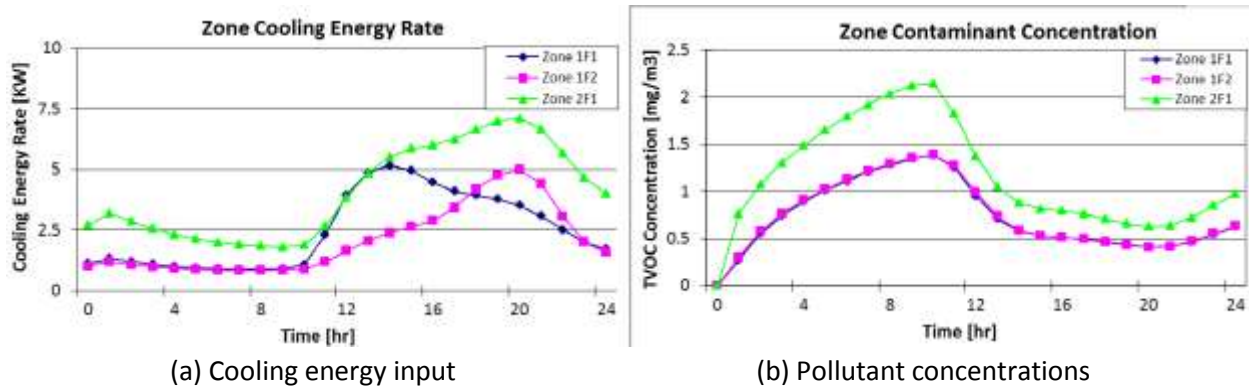 Zone Cooling Energy Rate
10
7.5
5
2.5
0
Cooling Energy Rate [KW]
Zone 1F1
Zone 1F2
Zone 2F1
0 4 8 12 16 20 24
Time [hr]
(a) Cooling energy input
Zone Contaminant Concentration
2.5
2
1.5
1
0.5
0
TVOC Concentration [mg/m3]
Zone 1F1
Zone 1F2
Zone 2F1
0 4 8 12 16 20 24
Time [hr]
(b) Pollutant concentrations